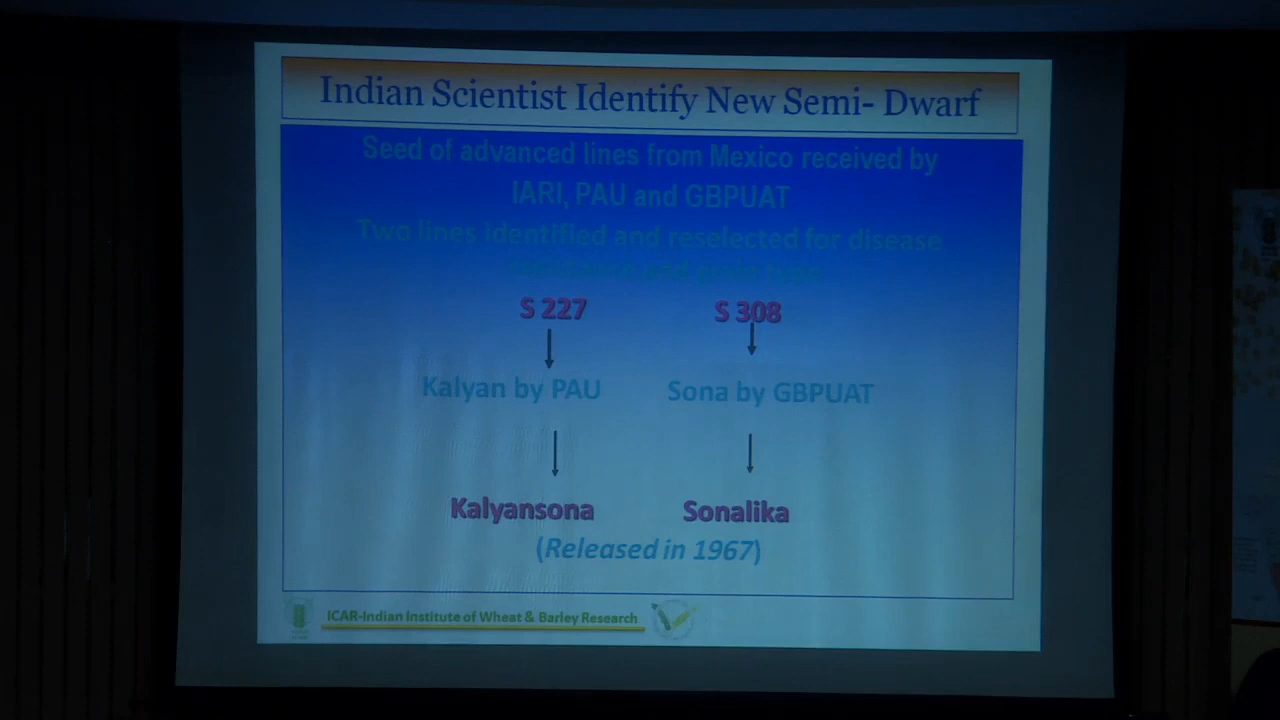 Indian Scientist Identify New Semi- Dwarf
Seed of advanced lines from Mexico received by
IARI, PAU and GBPUAT
Two lines identified and reselected for disease
S 227 S 308
Kalyan by PAU Sona by GBPUAT
Kalyansona Sonalika
(Released in 1967)
ICAR-Indian Institute of Wheat & Barley Research